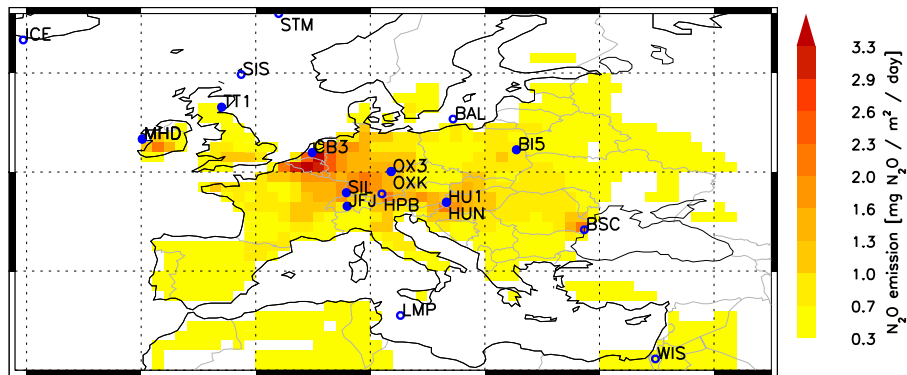 STM
ICE
SIS
TT1
BAL
MHD
CB3
BI5
OX3
OXK
SIL
JFJ
HPB
HU1
HUN
BSC
LMP
WIS
3.3
2.9
2.6
2.3
2.0
1.6
1.3
1.0
0.7
0.3
N₂O emission [mg N₂O / m² / day]